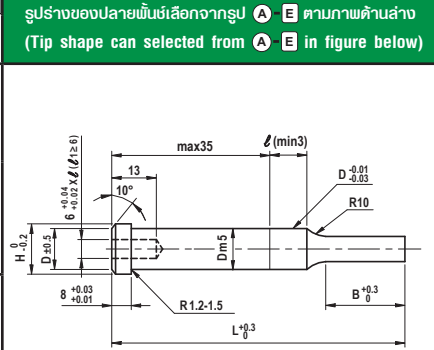 รูปร่างของปลายพั้นช์เลือกจากรูป A - E ตามภาพด้านล่าง
(Tip shape can selected from A - E in figure below)
max35
ℓ(min3)
13
D -0.01 -0.03
10°
R10
6 +0.04 +0.02 X ℓ (ℓ1≥6)
H 0 -0.2
D±0.5
Dm5
8 +0.03 +0.01
R1.2-1.5
B +0.3 0
L +0.3 0